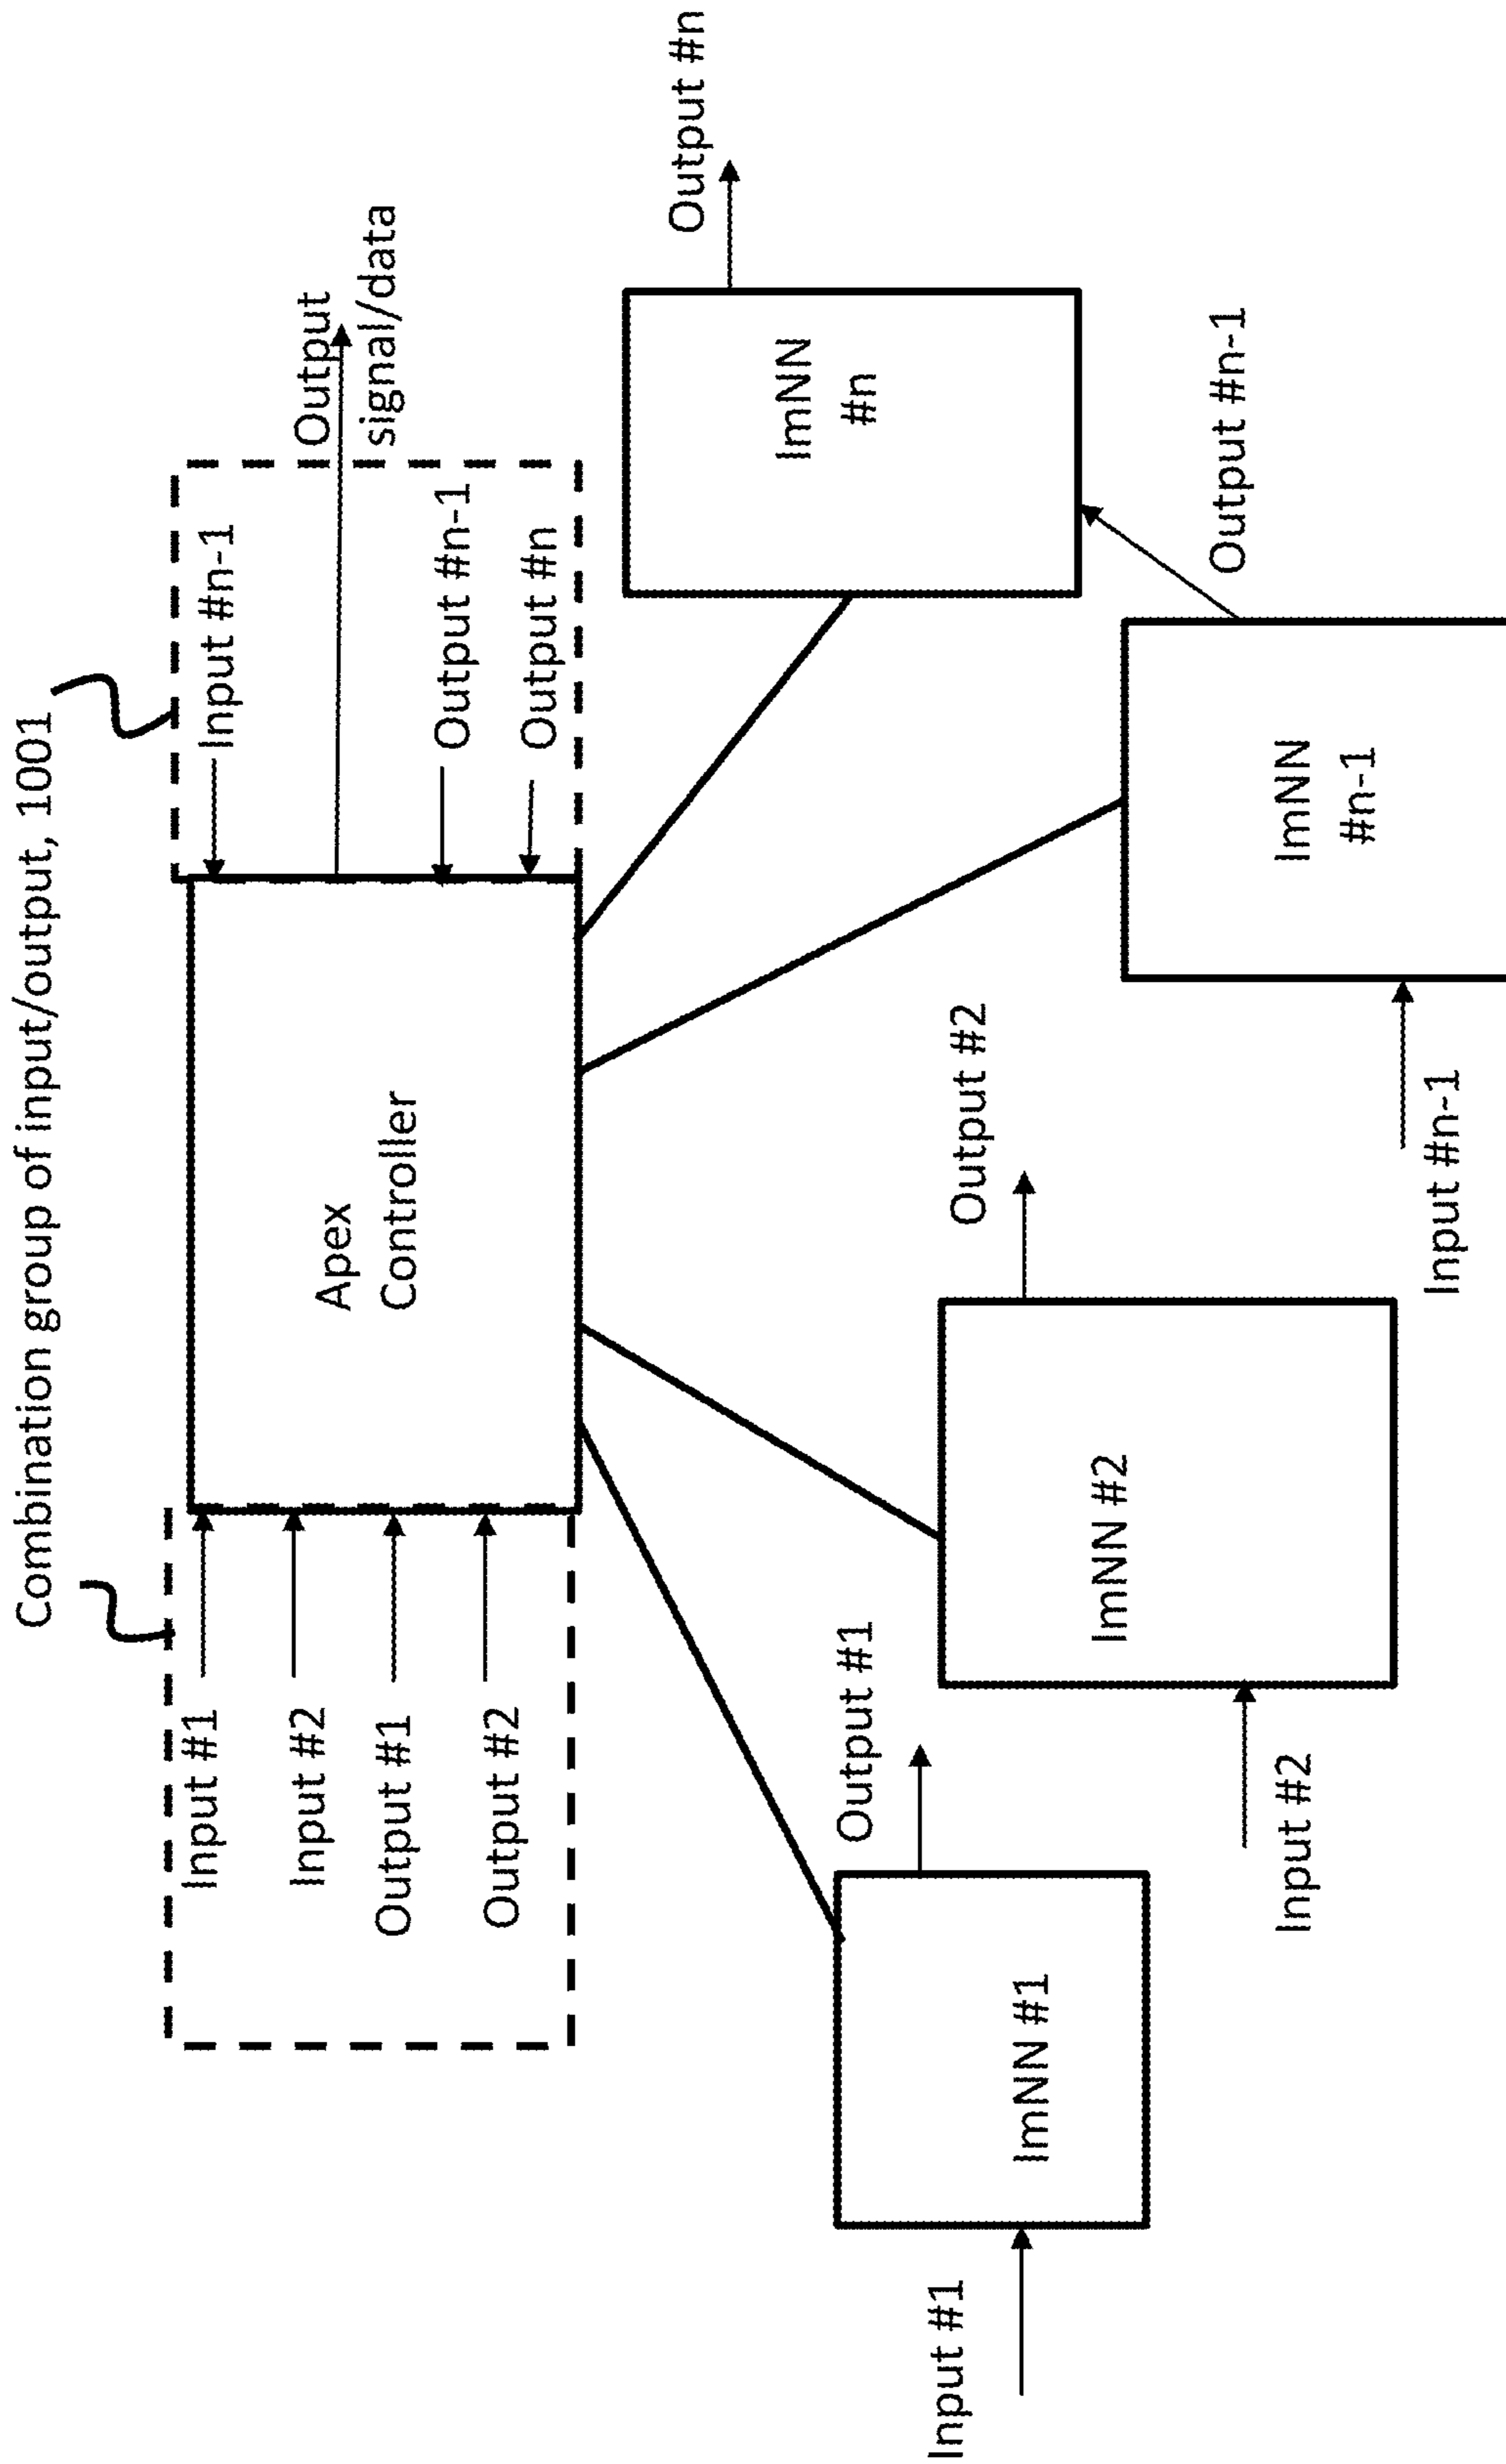 Combination group of input/output, 1001
Input #1
Input #2
Output #1
Output #2
Apex
Controller
Input #n-1
Output
signal/data
Output #n-1
Output #n
Input #1
ImNN #1
Output #1
Input #2
ImNN #2
Output #2
Input #n-1
ImNN
#n-1
Output #n-1
ImNN
#n
Output #n